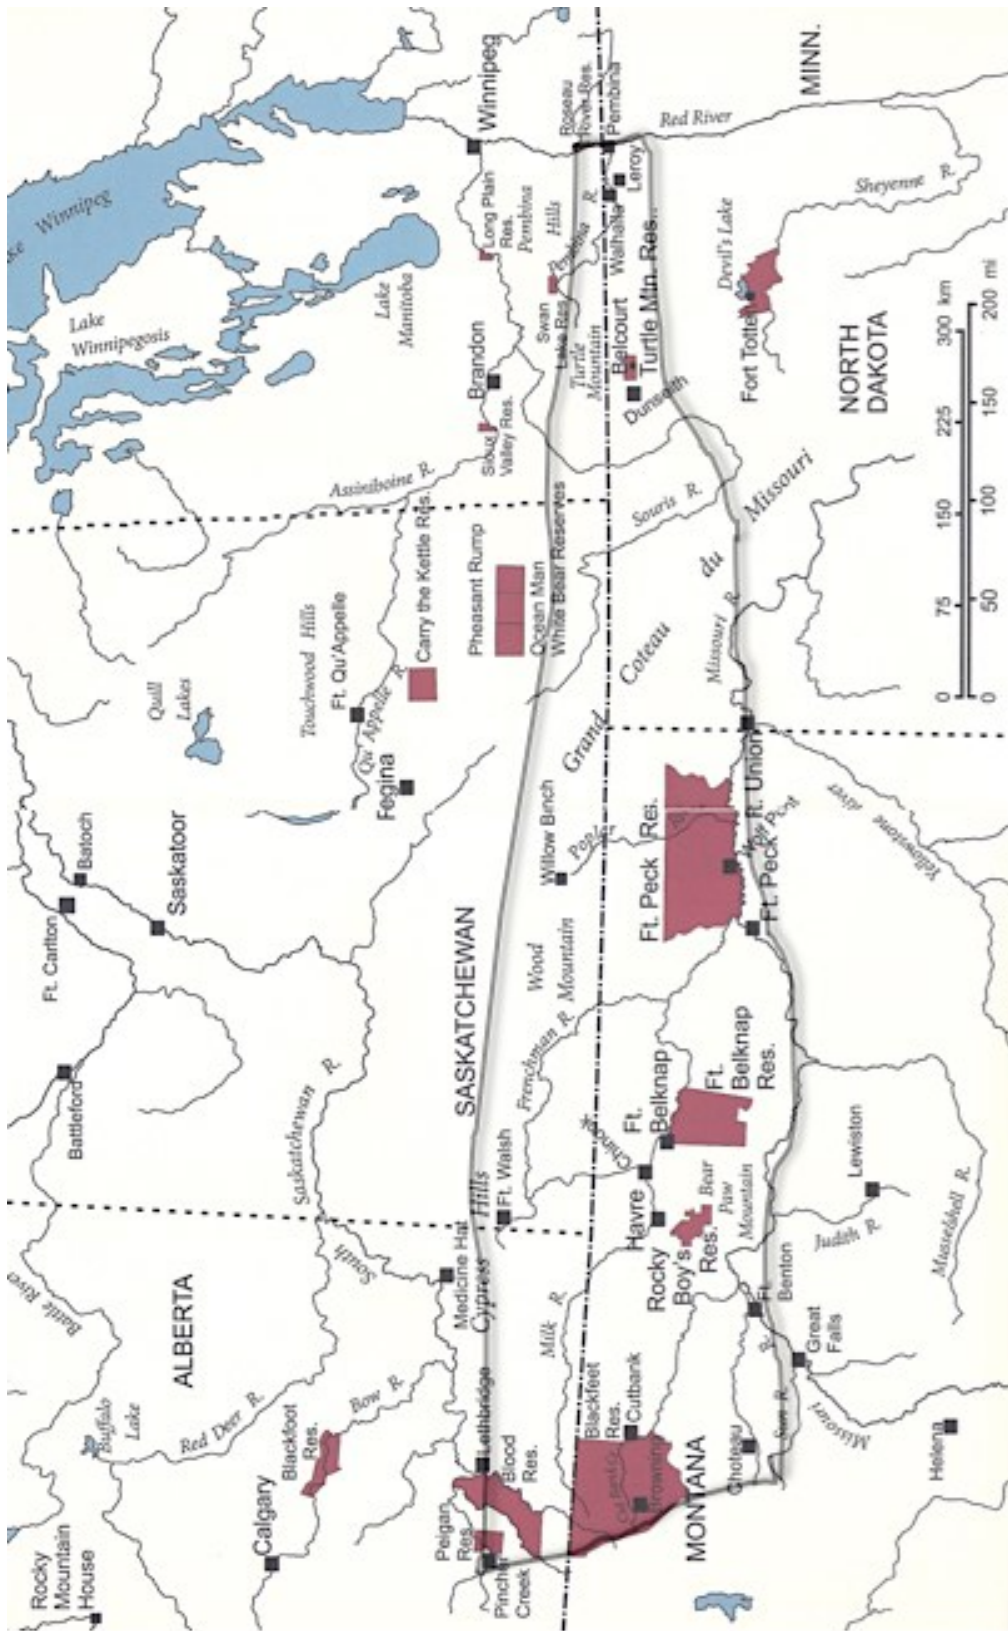 Rocky
Mountain
House
Calgary
Buffalo
Lake
Red Deer R.
ALBERTA
Battle River
Blackfoot
Res.
Bow R.
Peigan
Res.
Pincher
Creek
Lethbridge
Blood
Res.
Medicine Hat
Cypress Hills
South
Saskatchewan R.
Battleford
Ft. Carlton
Batoch
Saskatoor
SASKATCHEWAN
Ft. Walsh
Frenchman R.
Wood
Mountain
Willow Binch
Fegina
Ft. Qu'Appelle
Qu' Appelle R.
Touchwood Hills
Quill
Lakes
Carry the Kettle Res.
Pheasant Rump
Ocean Man
White Bear Reserves
Assiniboine R.
Sioux
Valley Res.
Brandon
Lake
Winnipegosis
Lake
Manitoba
Winnipeg
Winnipeg
Long Plain
Res.
Pembina
Hills
Swan
Lake Res.
Turtle
Mountain
Roseau
River Res.
Pembina
Leroy
Walhalla
Belcourt
Turtle Mtn. Res.
Dunseith
Souris R.
Red River
MINN.
Sheyenne R.
Devil's Lake
Fort Totte
NORTH
DAKOTA
Grand Coteau du Missouri
Missouri R.
Ft. Union
Yellowstone
Ft. Peck
Ft. Peck
Milk R.
Blackfeet
Res.
Cutbank
Browning
MONTANA
Choteau
Sun R.
Great
Falls
Missouri
Helena
Ft.
Benton
Havre
Chinook
Rocky
Boy's
Res.
Bear
Paw
Mountain
Ft.
Belknap
Ft.
Belknap
Res.
Lewiston
Judith R.
Musselshell R.
0 75 150 225 300 km
0 50 100 150 200 mi